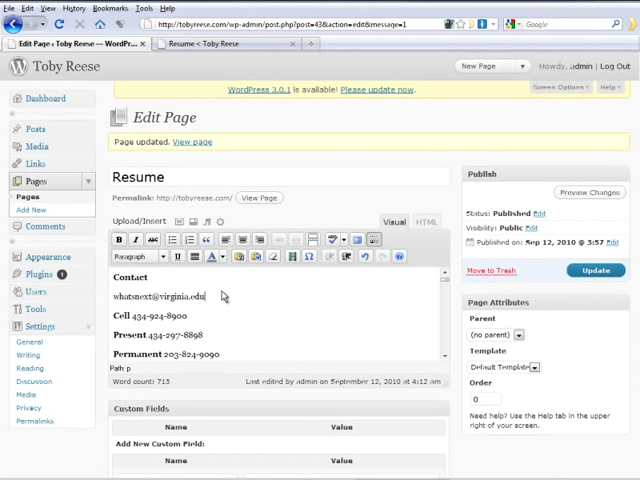 File Edit View History Bookmarks Tools Help
http://tobyreese.com/wp-admin/post.php?post=43&action=edit&message=1
Google
Edit Page ‹ Toby Reese — WordPr...
Resume < Toby Reese
Toby Reese
New Page
Howdy, admin | Log Out
WordPress 3.0.1 is available! Please update now.
Screen Options
Help
Dashboard
Posts
Media
Links
Pages
Pages
Add New
Comments
Appearance
Plugins 1
Users
Tools
Settings
General
Writing
Reading
Discussion
Media
Privacy
Permalinks
Edit Page
Page updated. View page
Resume
Permalink: http://tobyreese.com/
View Page
Upload/Insert
Visual
HTML
B I ABC
Paragraph U A
Contact
whatsnext@virginia.edu
Cell 434-924-8900
Present 434-297-8898
Permanent 203-824-9090
Path: p
Word count: 713
Last edited by admin on September 12, 2010 at 4:12 am
Custom Fields
Name Value
Add New Custom Field:
Name Value
Publish
Preview Changes
Status: Published Edit
Visibility: Public Edit
Published on: Sep 12, 2010 @ 3:57 Edit
Move to Trash
Update
Page Attributes
Parent
(no parent)
Template
Default Template
Order
0
Need help? Use the Help tab in the upper
right of your screen.